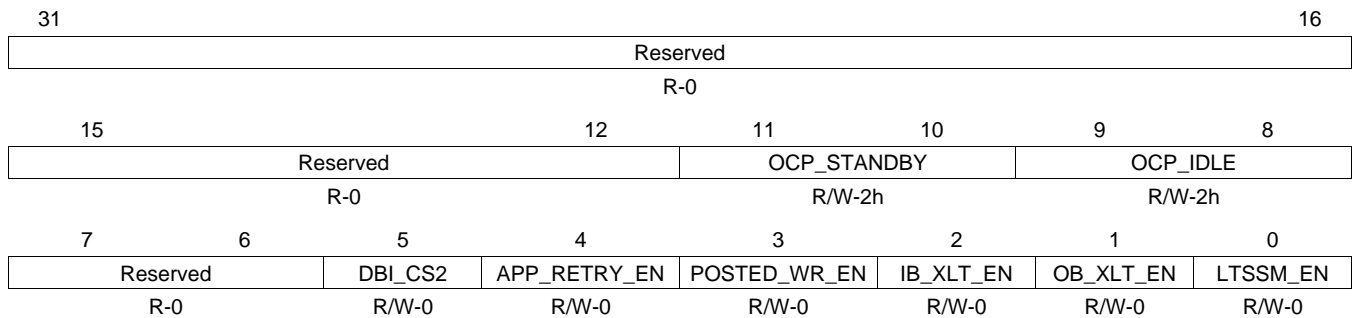 31 16
Reserved
R-0
15 12 11 10 9 8
Reserved OCP_STANDBY OCP_IDLE
R-0 R/W-2h R/W-2h
7 6 5 4 3 2 1 0
Reserved DBI_CS2 APP_RETRY_EN POSTED_WR_EN IB_XLT_EN OB_XLT_EN LTSSM_EN
R-0 R/W-0 R/W-0 R/W-0 R/W-0 R/W-0 R/W-0